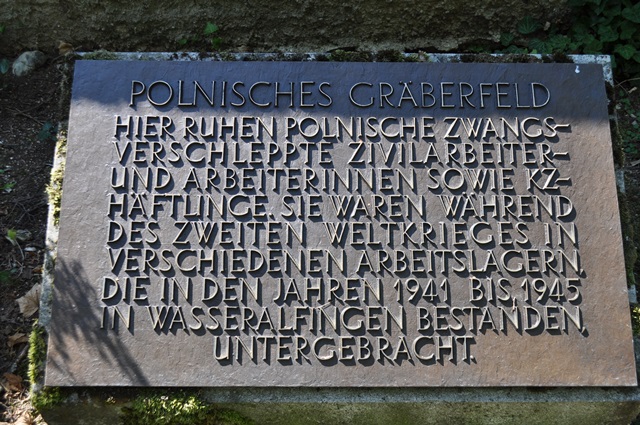 POLNISCHES GRÄBERFELD
HIER RUHEN POLNISCHE ZWANGS-
VERSCHLEPPTE ZIVILARBEITER-
UND ARBEITERINNEN SOWIE KZ-
HÄFTLINGE. SIE WAREN WÄHREND
DES ZWEITEN WELTKRIEGES IN
VERSCHIEDENEN ARBEITSLAGERN,
DIE IN DEN JAHREN 1941 BIS 1945
IN WASSERALFINGEN BESTANDEN,
UNTERGEBRACHT.